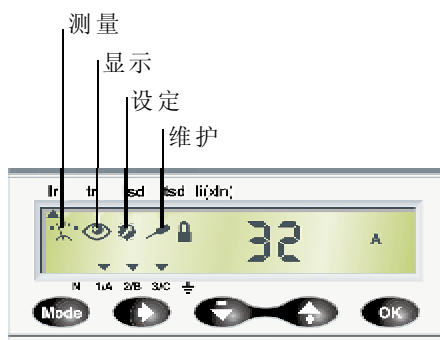 测量
显示
设定
维护
Ir tr Isd tsd Ii(xIn)
32 A
N 1/A 2/B 3/C
Mode OK